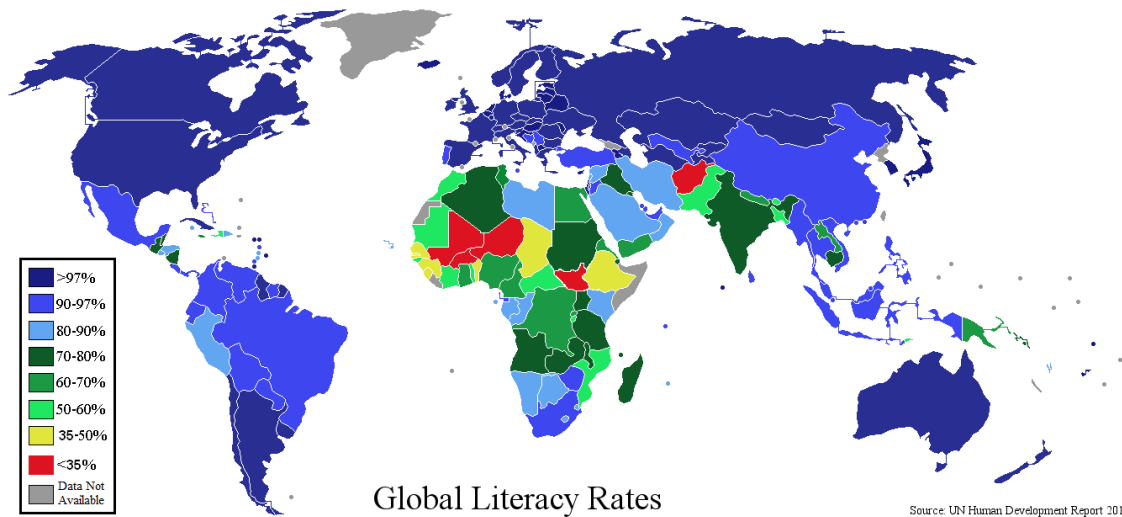 >97%
90-97%
80-90%
70-80%
60-70%
50-60%
35-50%
<35%
Data Not
Available
Global Literacy Rates
Source: UN Human Development Report 201